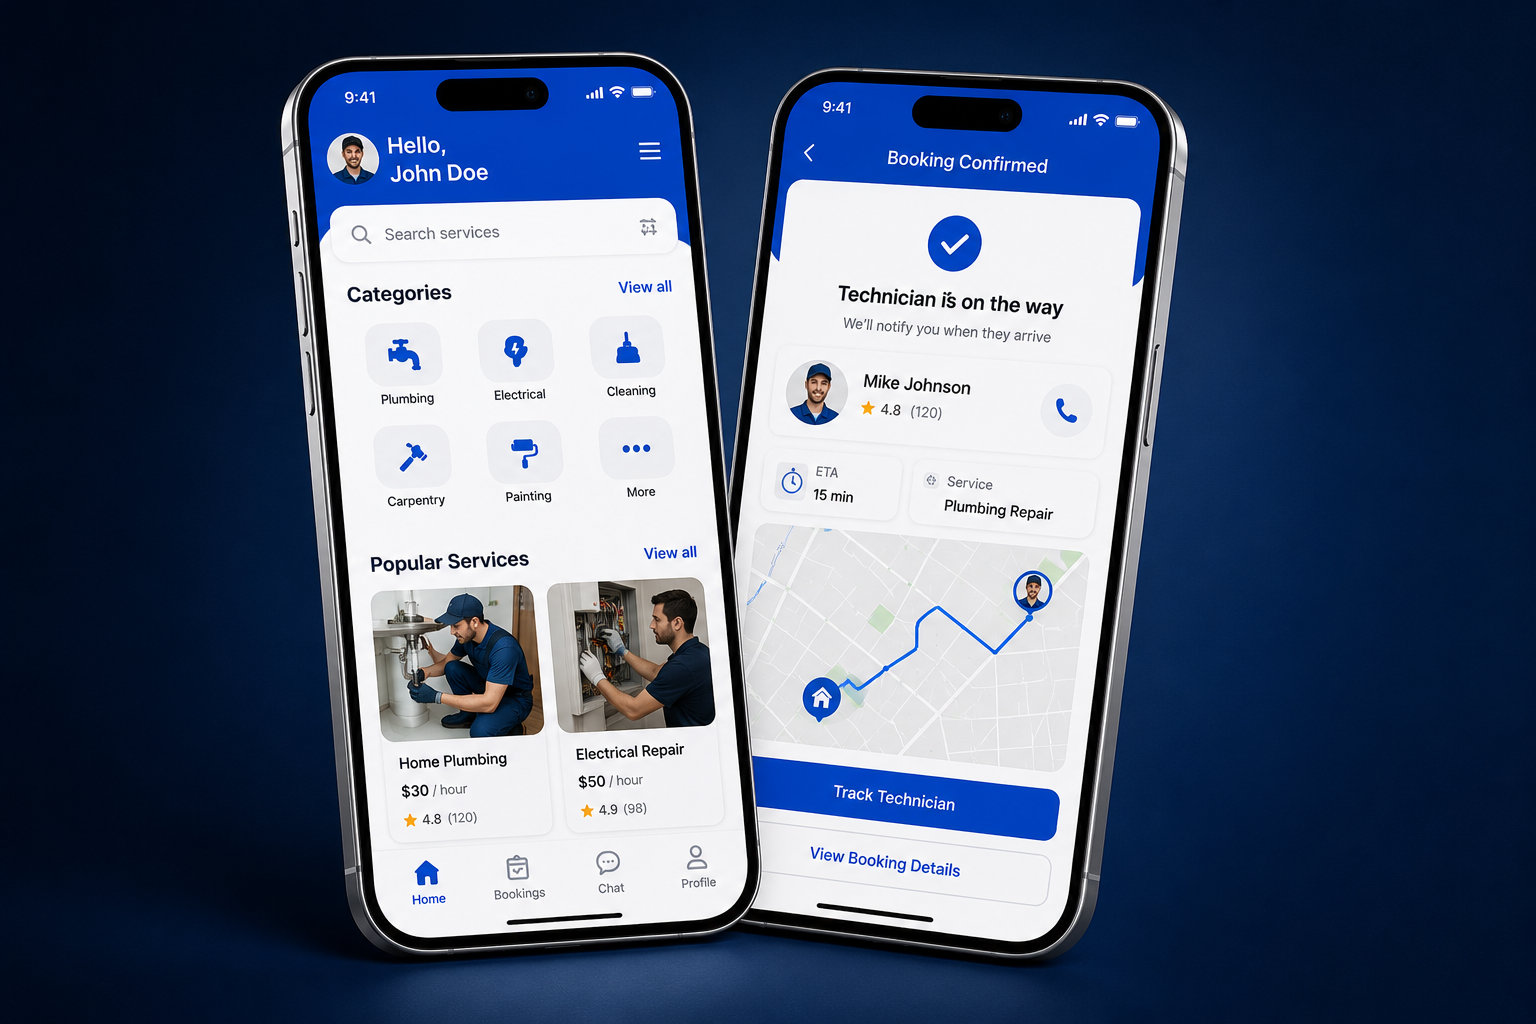 9:41
Hello,
John Doe
Search services
Categories
View all
Plumbing
Electrical
Cleaning
Carpentry
Painting
More
Popular Services
View all
Home Plumbing
$30 / hour
4.8 (120)
Electrical Repair
$50 / hour
4.9 (98)
Home
Bookings
Chat
Profile
9:41
Booking Confirmed
Technician is on the way
We'll notify you when they arrive
Mike Johnson
4.8 (120)
ETA
15 min
Service
Plumbing Repair
Track Technician
View Booking Details